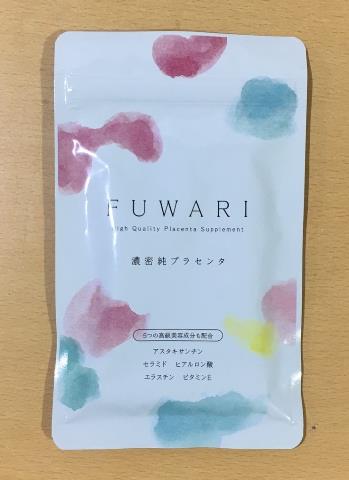 FUWARI
High Quality Placenta Supplement
濃密純プラセンタ
5つの高級美容成分も配合
アスタキサンチン
セラミド ヒアルロン酸
エラスチン ビタミンE